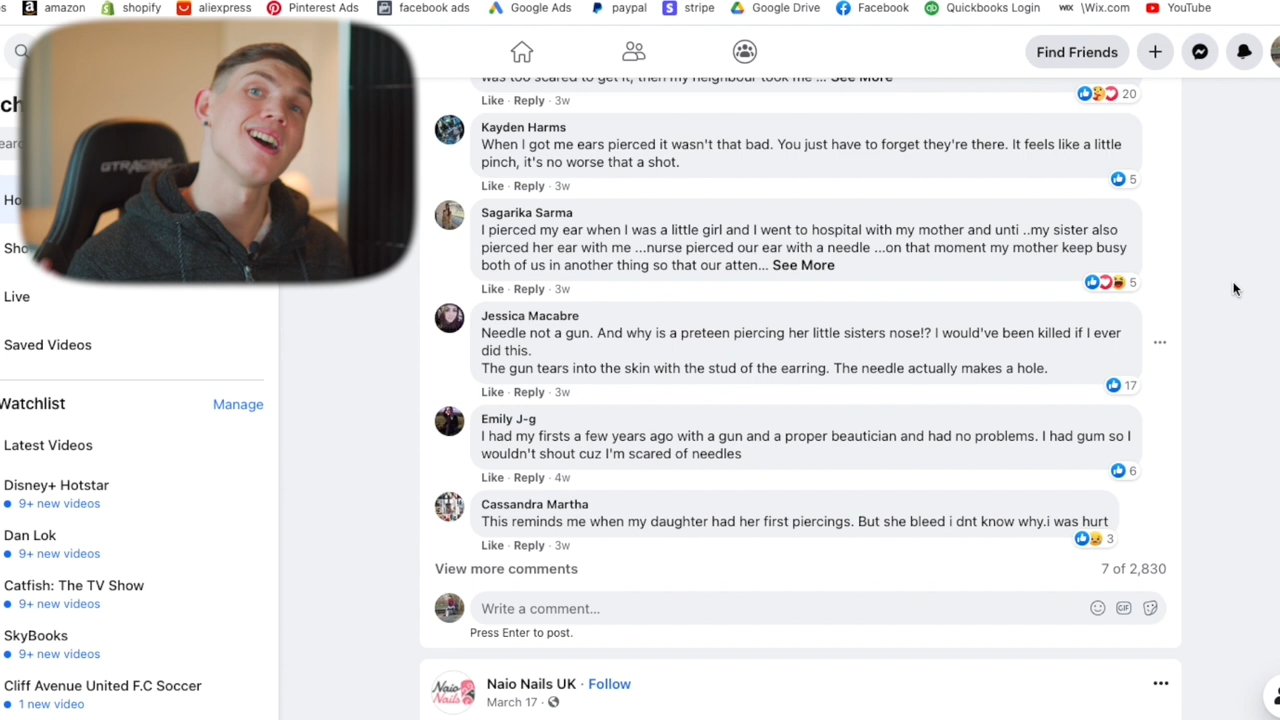 shopify
aliexpress
Pinterest Ads
facebook ads
Google Ads
paypal
stripe
Google Drive
Facebook
Quickbooks Login
WIX
\Wix.com
YouTube
amazon
Find Friends
GTRACING
was too scared to get it, then my neighbour took me ... See More
Like · Reply · 3w
20
Kayden Harms
When I got me ears pierced it wasn't that bad. You just have to forget they're there. It feels like a little
pinch, it's no worse that a shot.
5
Like · Reply · 3w
Sagarika Sarma
I pierced my ear when I was a little girl and I went to hospital with my mother and unti ..my sister also
pierced her ear with me ...nurse pierced our ear with a needle ...on that moment my mother keep busy
both of us in another thing so that our atten... See More
5
Like · Reply · 3w
Jessica Macabre
Needle not a gun. And why is a preteen piercing her little sisters nose!? I would've been killed if I ever
did this.
The gun tears into the skin with the stud of the earring. The needle actually makes a hole.
17
Like · Reply · 3w
Emily J-g
I had my firsts a few years ago with a gun and a proper beautician and had no problems. I had gum so I
wouldn't shout cuz I'm scared of needles
6
Like · Reply · 4w
Cassandra Martha
This reminds me when my daughter had her first piercings. But she bleed i dnt know why.i was hurt
3
Like · Reply · 3w
View more comments
7 of 2,830
Write a comment...
GIF
Press Enter to post.
Naio Nails
Naio Nails UK · Follow
March 17 ·
ch
Ho
Live
Saved Videos
Watchlist
Manage
Latest Videos
Disney+ Hotstar
9+ new videos
Dan Lok
9+ new videos
Catfish: The TV Show
9+ new videos
SkyBooks
9+ new videos
Cliff Avenue United F.C Soccer
1 new video